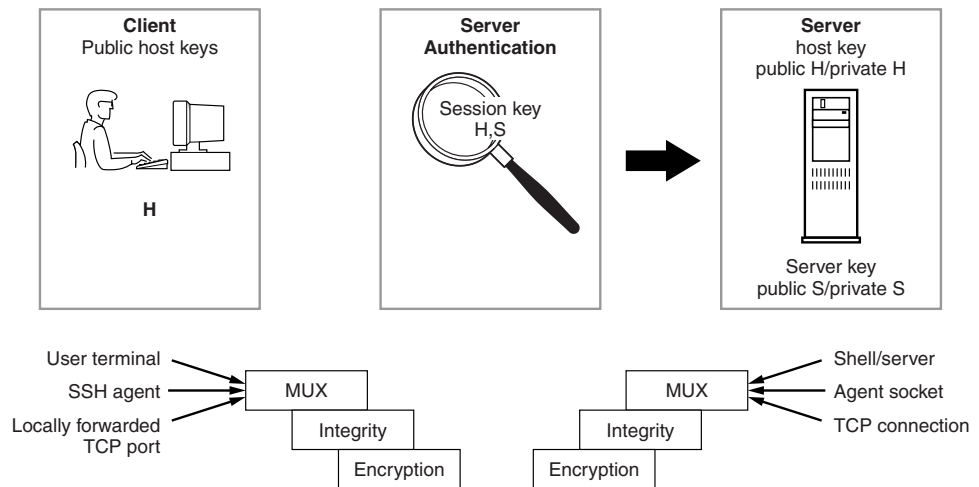 Client
Public host keys
H
Server
Authentication
Session key
H,S
Server
host key
public H/private H
Server key
public S/private S
User terminal
SSH agent
Locally forwarded
TCP port
MUX
Integrity
Encryption
MUX
Integrity
Encryption
Shell/server
Agent socket
TCP connection